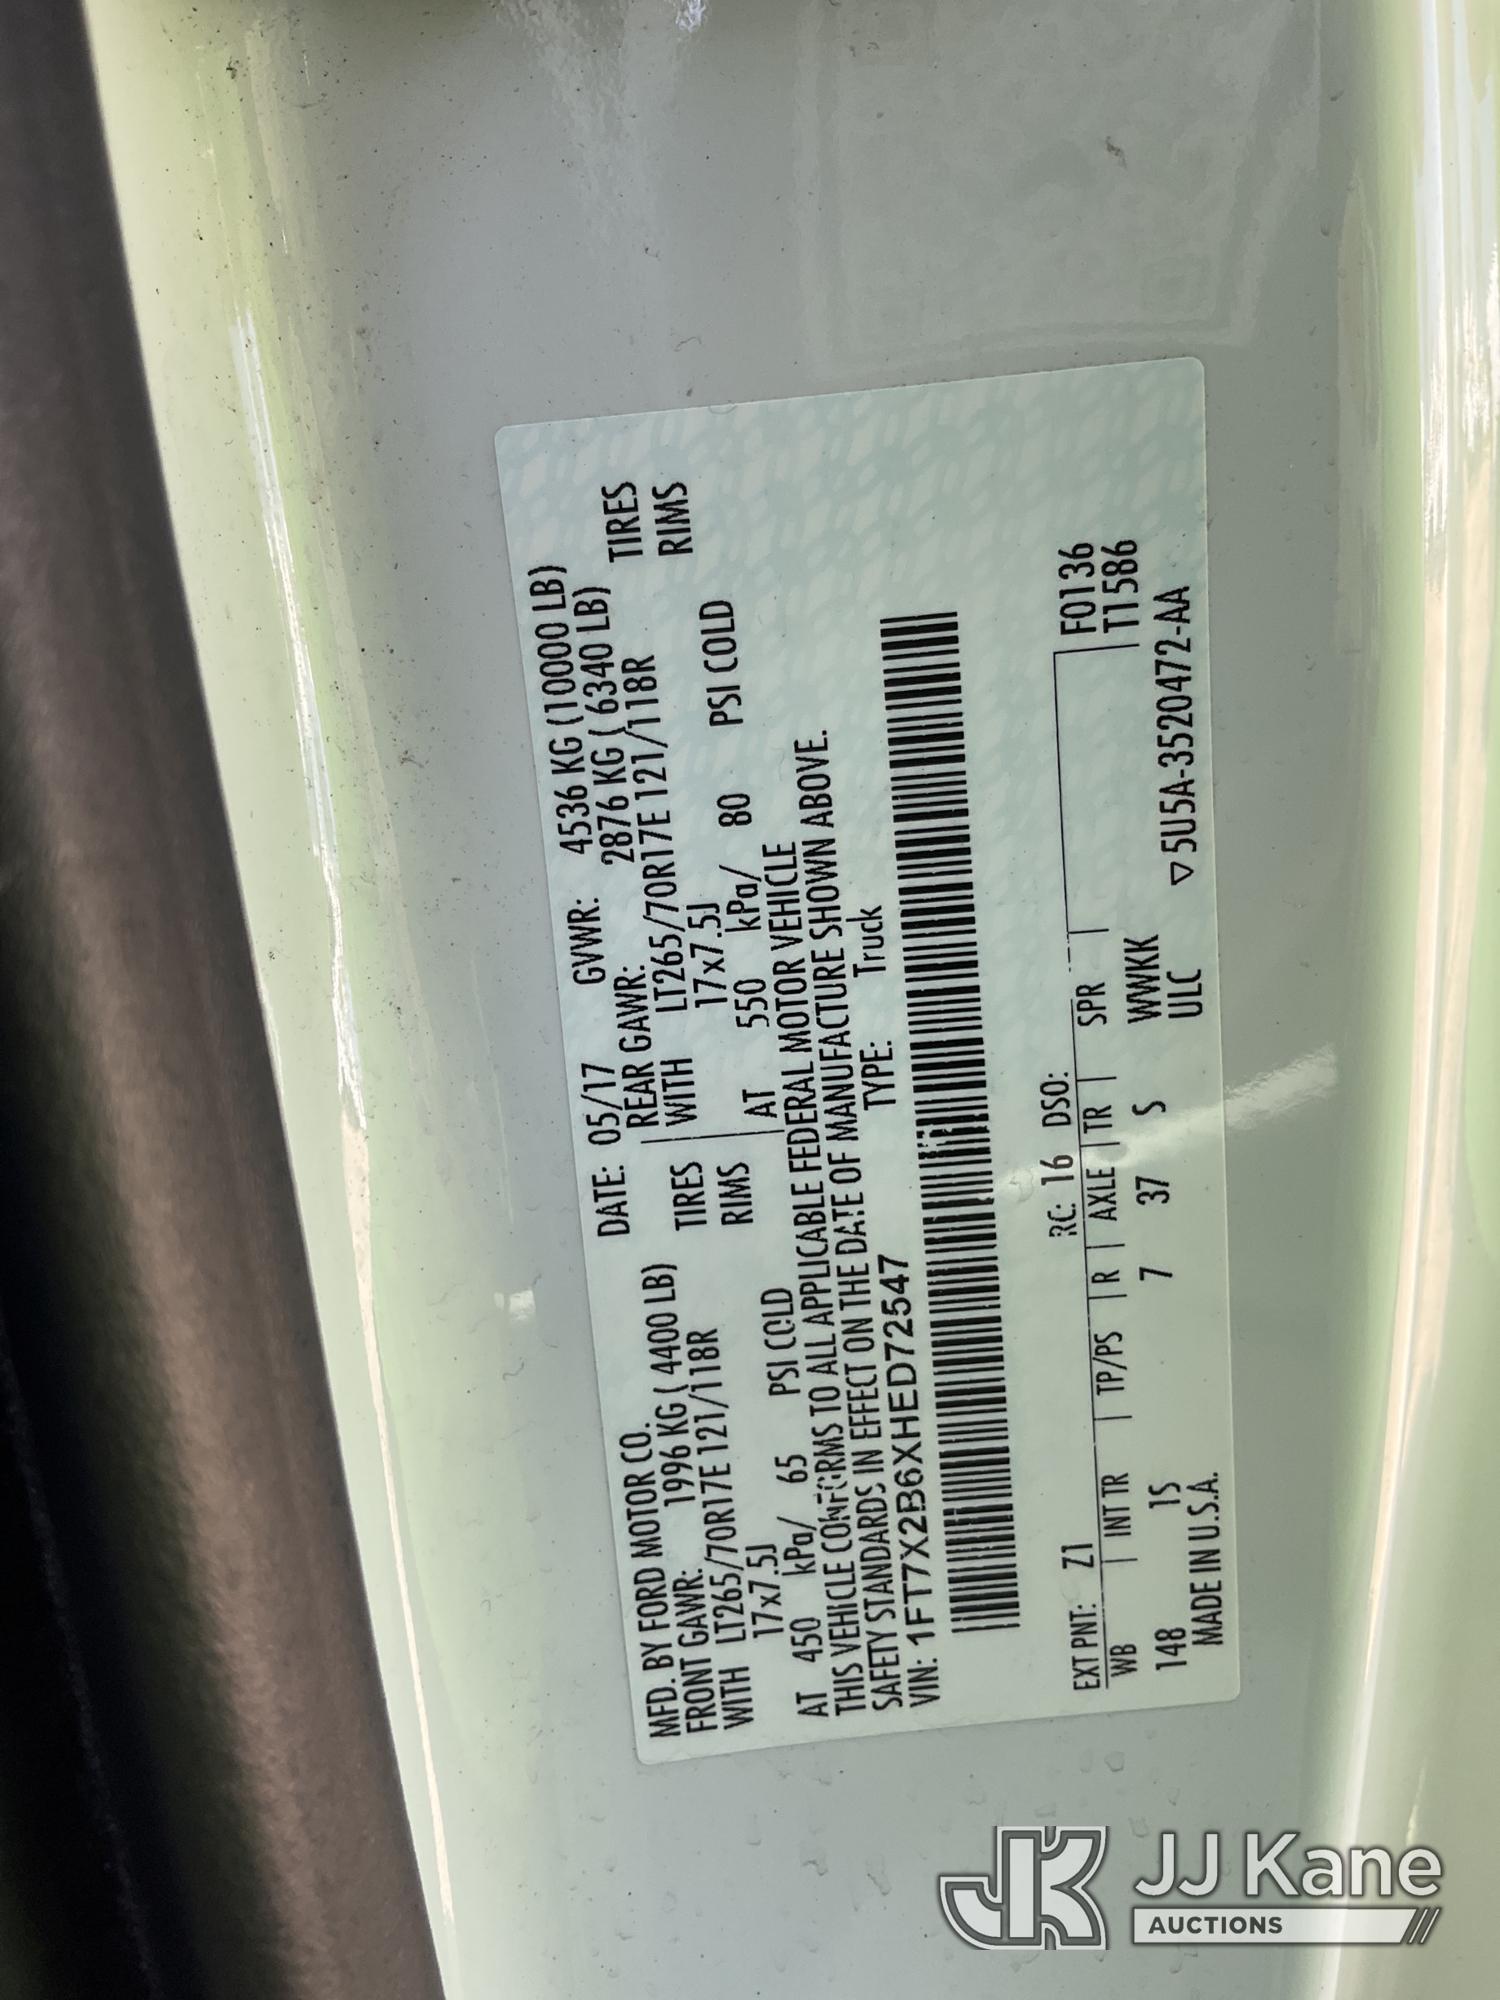 MFD. BY FORD MOTOR CO. DATE: 05/17 GVWR: 4536 KG (10000 LB)
FRONT GAWR: 1996 KG ( 4400 LB) REAR GAWR: 2876 KG ( 6340 LB)
WITH LT265/70R17E 121/118R TIRES WITH LT265/70R17E 121/118R TIRES
17x7.5J RIMS 17x7.5J RIMS
AT 450 kPa/ 65 PSI COLD AT 550 kPa/ 80 PSI COLD
THIS VEHICLE CONFORMS TO ALL APPLICABLE FEDERAL MOTOR VEHICLE
SAFETY STANDARDS IN EFFECT ON THE DATE OF MANUFACTURE SHOWN ABOVE.
VIN: 1FT7X2B6XHED72547 TYPE: Truck
EXT PNT: Z1 RC: 16 DSO:
WB INT TR TP/PS R AXLE TR SPR F0136
148 1S 7 37 S WWKK T1586
MADE IN U.S.A. ULC ▽5U5A-3520472-AA
JK JJ Kane
AUCTIONS